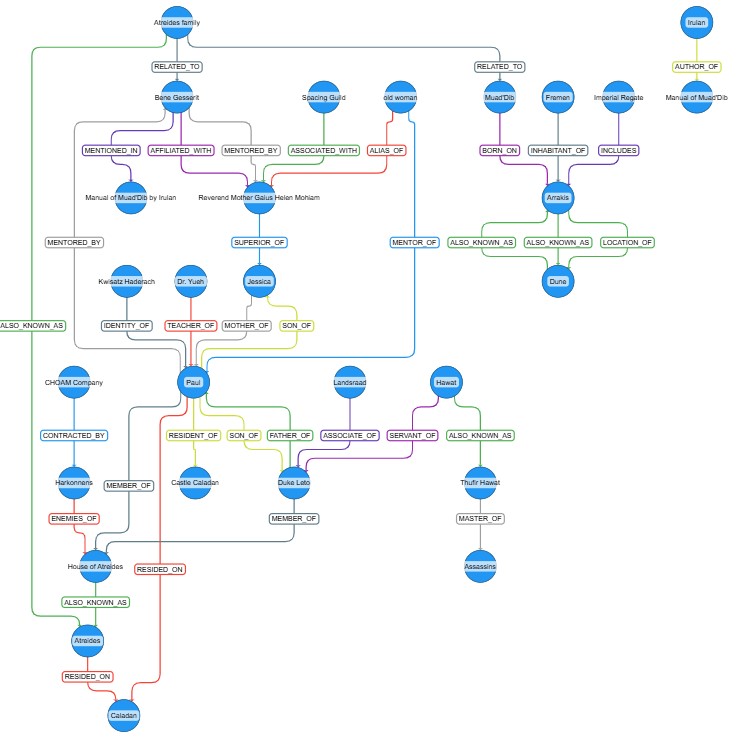 Atreides family
Irulan
RELATED_TO
RELATED_TO
AUTHOR_OF
Bene Gesserit
Spacing Guild
old woman
Muad'Dib
Fremen
Imperial Regate
Manual of Muad'Dib
MENTIONED_IN
AFFILIATED_WITH
MENTORED_BY
ASSOCIATED_WITH
ALIAS_OF
BORN_ON
INHABITANT_OF
INCLUDES
Manual of Muad'Dib by Irulan
Reverend Mother Gaius Helen Mohiam
Arrakis
MENTORED_BY
SUPERIOR_OF
MENTOR_OF
ALSO_KNOWN_AS
ALSO_KNOWN_AS
LOCATION_OF
Kwisatz Haderach
Dr. Yueh
Jessica
Dune
ALSO_KNOWN_AS
IDENTITY_OF
TEACHER_OF
MOTHER_OF
SON_OF
CHOAM Company
Paul
Landsraad
Hawat
CONTRACTED_BY
RESIDENT_OF
SON_OF
FATHER_OF
ASSOCIATE_OF
SERVANT_OF
ALSO_KNOWN_AS
Harkonnens
MEMBER_OF
Castle Caladan
Duke Leto
Thufir Hawat
ENEMIES_OF
MEMBER_OF
MASTER_OF
House of Atreides
RESIDED_ON
Assassins
ALSO_KNOWN_AS
Atreides
RESIDED_ON
Caladan